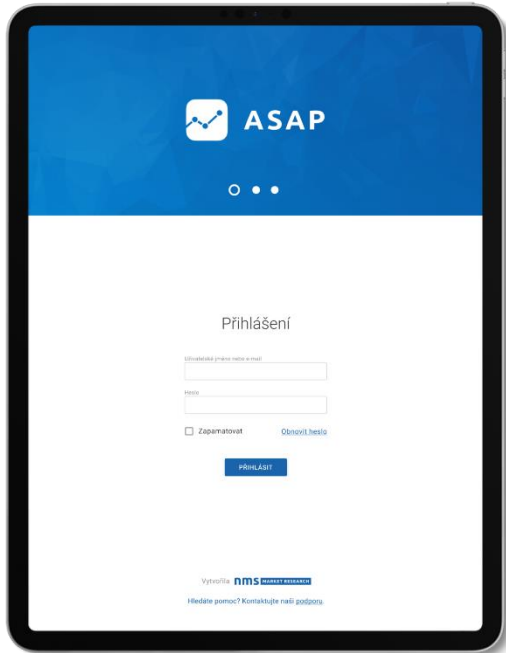 ASAP
Přihlášení
Uživatelské jméno nebo e-mail
Heslo
Zapamatovat
Obnovit heslo
PŘIHLÁSIT
Vytvořila nms MARKET RESEARCH
Hledáte pomoc? Kontaktujte naši podporu.